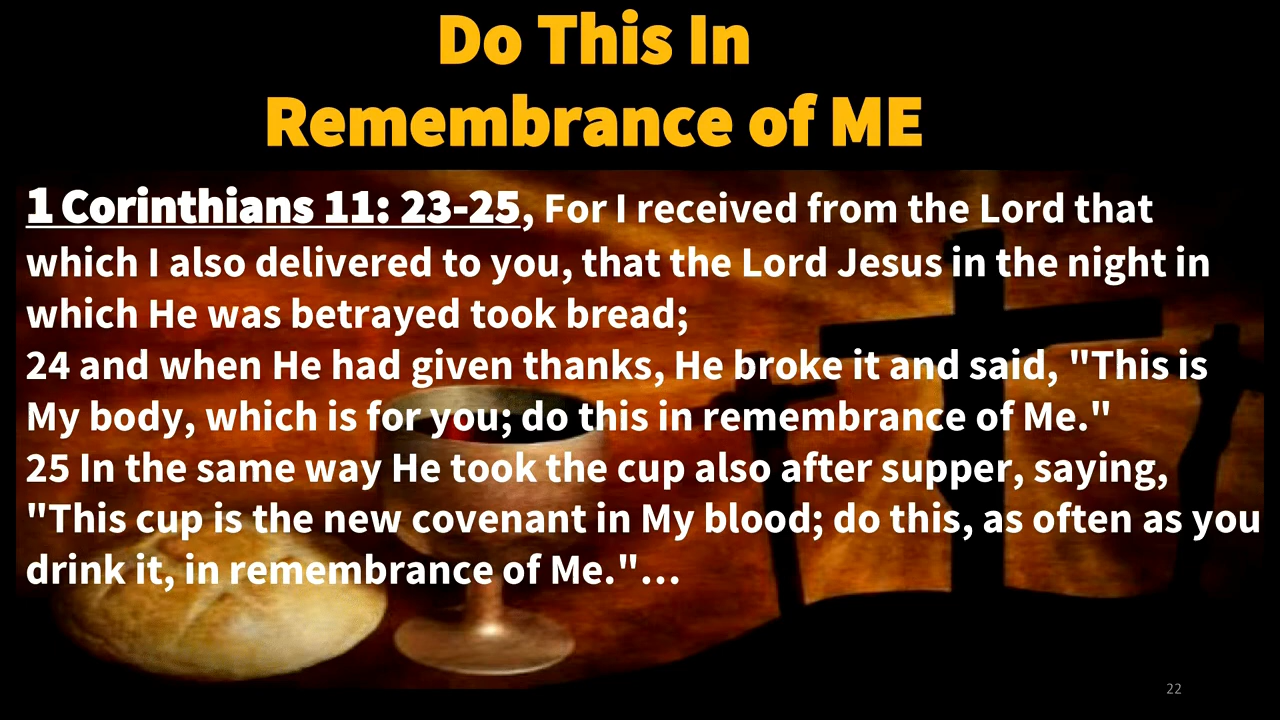 Do This In
Remembrance of ME
1 Corinthians 11: 23-25, For I received from the Lord that
which I also delivered to you, that the Lord Jesus in the night in
which He was betrayed took bread;
24 and when He had given thanks, He broke it and said, "This is
My body, which is for you; do this in remembrance of Me."
25 In the same way He took the cup also after supper, saying,
"This cup is the new covenant in My blood; do this, as often as you
drink it, in remembrance of Me."...
22